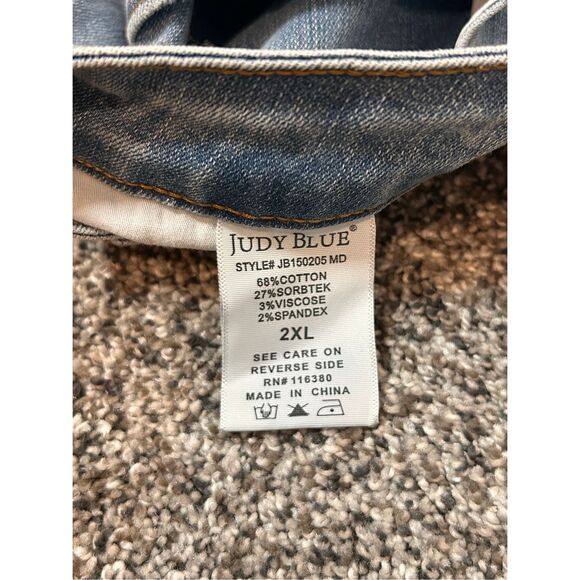 JUDY BLUE®
STYLE# JB150205 MD
68%COTTON
27%SORBTEK
3%VISCOSE
2%SPANDEX
2XL
SEE CARE ON
REVERSE SIDE
RN# 116380
MADE IN CHINA